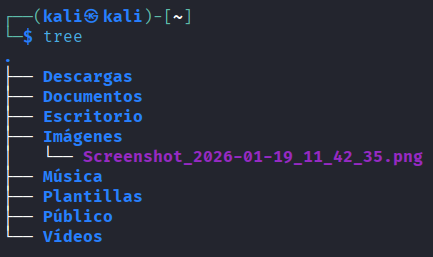 ┌──(kali㉿kali)-[~]
└─$ tree
.
├── Descargas
├── Documentos
├── Escritorio
├── Imágenes
│   └── Screenshot_2026-01-19_11_42_35.png
├── Música
├── Plantillas
├── Público
└── Vídeos